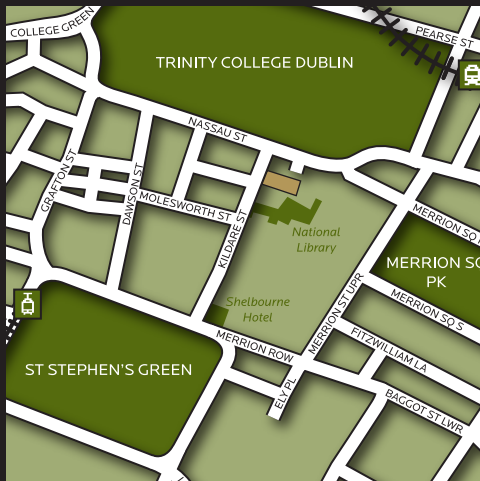 COLLEGE GREEN
PEARSE ST
TRINITY COLLEGE DUBLIN
NASSAU ST
GRAFTON ST
DAWSON ST
MOLESWORTH ST
KILDARE ST
National
Library
MERRION SQ N
MERRION SQ
PK
MERRION ST UPR
MERRION SQ S
Shelbourne
Hotel
MERRION ROW
FITZWILLIAM LA
ST STEPHEN'S GREEN
ELY PL
BAGGOT ST LWR